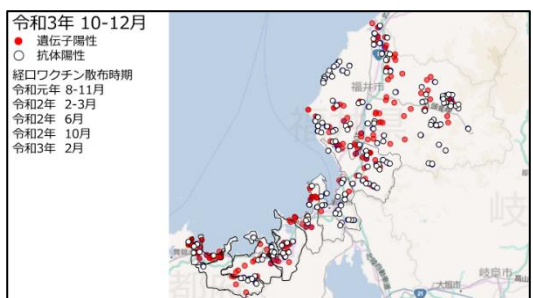 令和3年 10-12月
遺伝子陽性
抗体陽性
経口ワクチン散布時期
令和元年 8-11月
令和2年 2-3月
令和2年 6月
令和2年 10月
令和3年 2月
福井市
岐
岐阜市
大垣市
京都